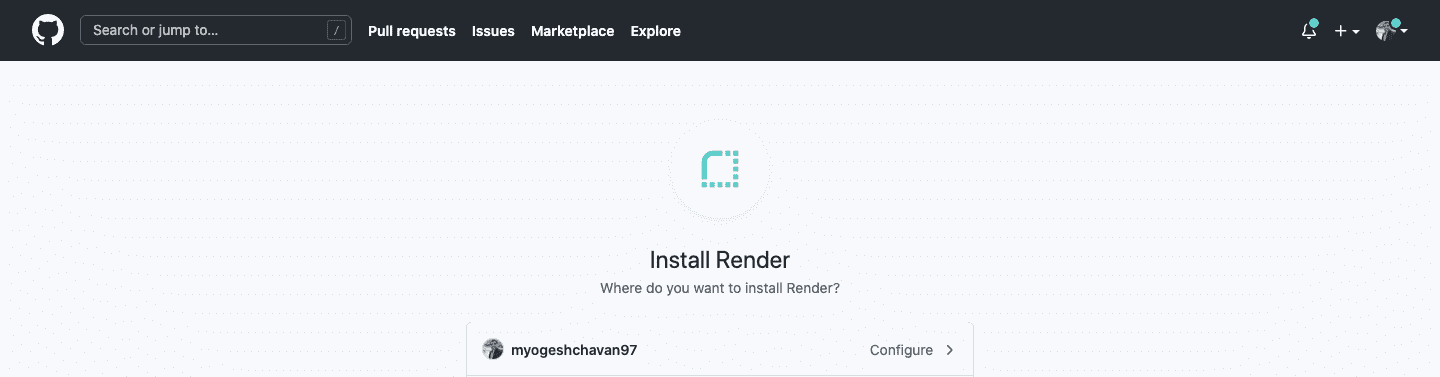 Search or jump to... / Pull requests Issues Marketplace Explore
Install Render
Where do you want to install Render?
myogeshchavan97 Configure